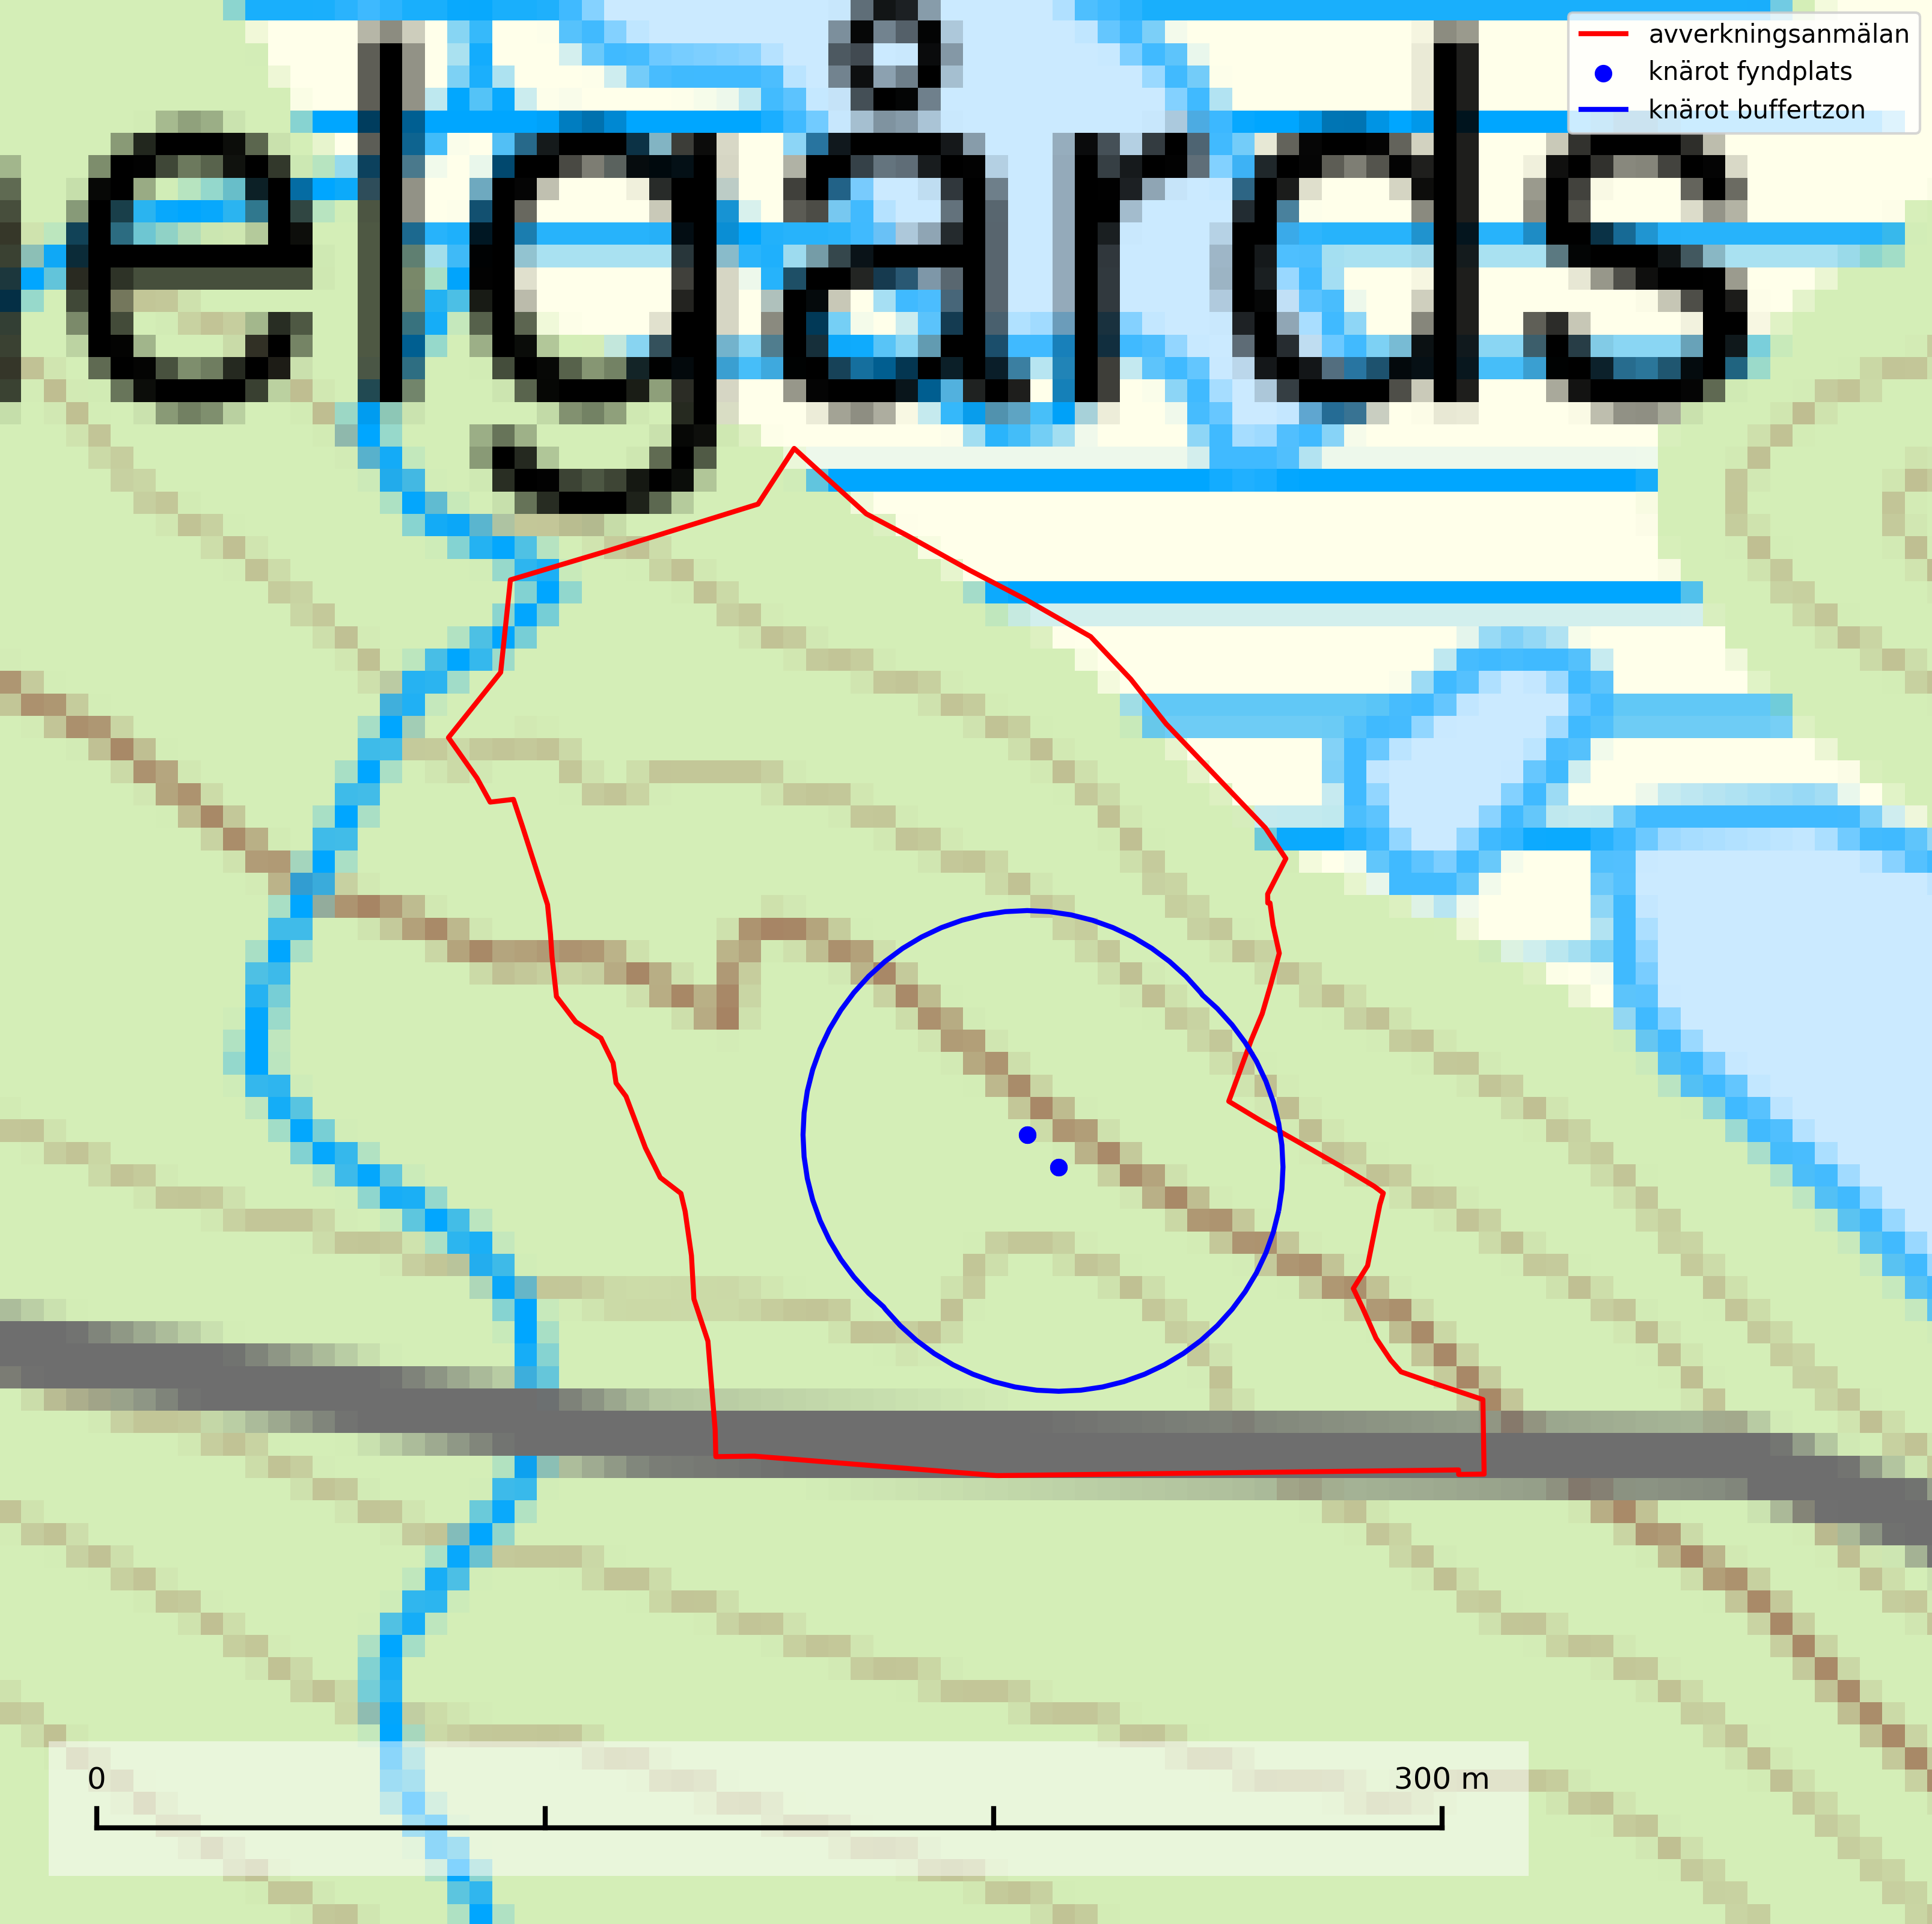 avverkningsanmälan
knärot fyndplats
knärot buffertzon
elgårds
0 300 m